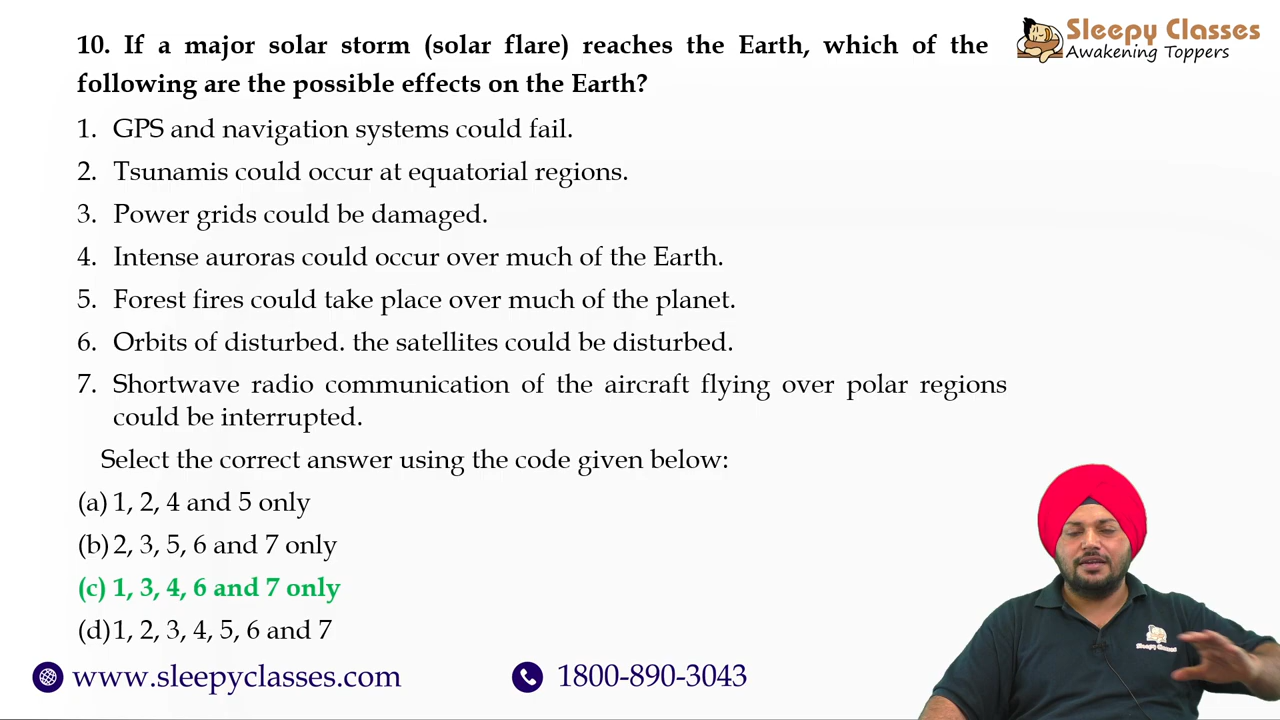 10. If a major solar storm (solar flare) reaches the Earth, which of the
following are the possible effects on the Earth?
1. GPS and navigation systems could fail.
2. Tsunamis could occur at equatorial regions.
3. Power grids could be damaged.
4. Intense auroras could occur over much of the Earth.
5. Forest fires could take place over much of the planet.
6. Orbits of disturbed. the satellites could be disturbed.
7. Shortwave radio communication of the aircraft flying over polar regions
could be interrupted.
Select the correct answer using the code given below:
(a) 1, 2, 4 and 5 only
(b) 2, 3, 5, 6 and 7 only
(c) 1, 3, 4, 6 and 7 only
(d) 1, 2, 3, 4, 5, 6 and 7
www.sleepyclasses.com
1800-890-3043
Sleepy Classes
Awakening Toppers
Sleepy Classes